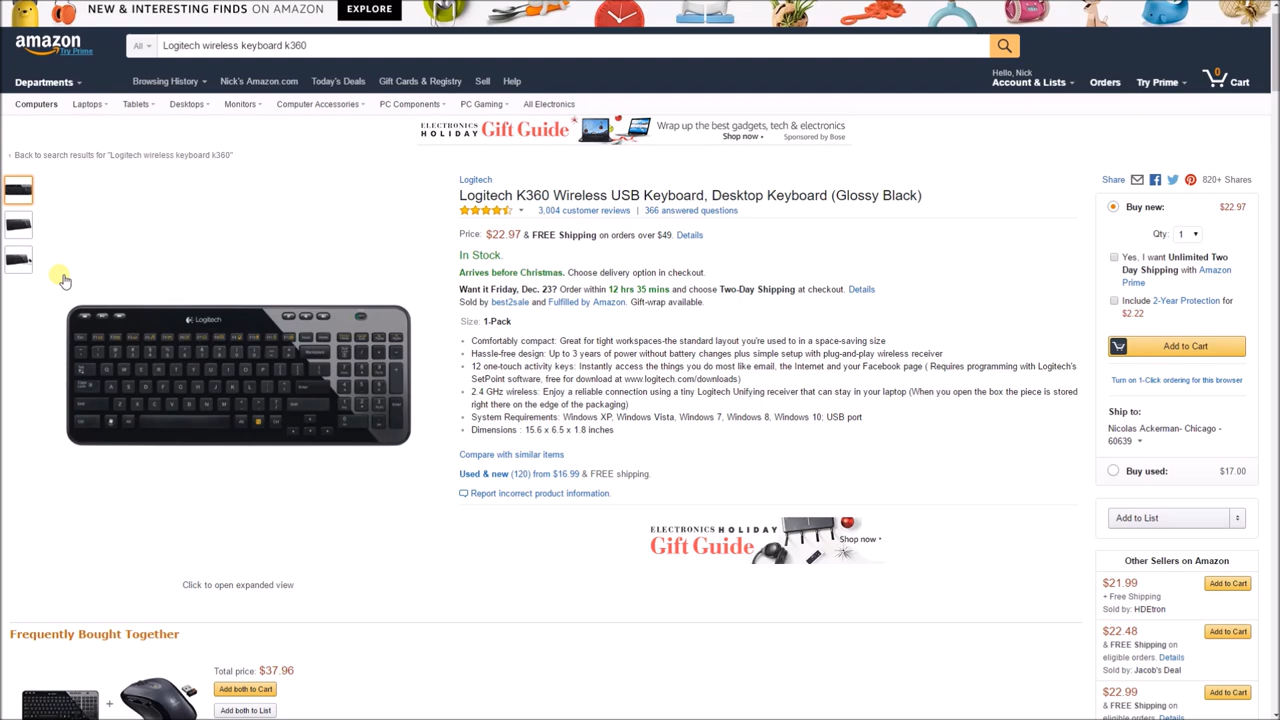 NEW & INTERESTING FINDS ON AMAZON EXPLORE
amazon
Try Prime
All
Logitech wireless keyboard k360
Departments
Browsing History
Nick's Amazon.com
Today's Deals
Gift Cards & Registry
Sell
Help
Hello, Nick
Account & Lists
Orders
Try Prime
0
Cart
Computers
Laptops
Tablets
Desktops
Monitors
Computer Accessories
PC Components
PC Gaming
All Electronics
ELECTRONICS
HOLIDAY Gift Guide
Wrap up the best gadgets, tech & electronics
Shop now
Sponsored by Bose
‹ Back to search results for "Logitech wireless keyboard k360"
Logitech
Logitech K360 Wireless USB Keyboard, Desktop Keyboard (Glossy Black)
3,004 customer reviews | 366 answered questions
Price: $22.97 & FREE Shipping on orders over $49. Details
In Stock.
Arrives before Christmas. Choose delivery option in checkout.
Want it Friday, Dec. 23? Order within 12 hrs 35 mins and choose Two-Day Shipping at checkout. Details
Sold by best2sale and Fulfilled by Amazon. Gift-wrap available.
Size: 1-Pack
• Comfortably compact: Great for tight workspaces-the standard layout you're used to in a space-saving size
• Hassle-free design: Up to 3 years of power without battery changes plus simple setup with plug-and-play wireless receiver
• 12 one-touch activity keys: Instantly access the things you do most like email, the Internet and your Facebook page ( Requires programming with Logitech's
SetPoint software, free for download at www.logitech.com/downloads)
• 2.4 GHz wireless: Enjoy a reliable connection using a tiny Logitech Unifying receiver that can stay in your laptop (When you open the box the piece is stored
right there on the edge of the packaging)
• System Requirements: Windows XP, Windows Vista, Windows 7, Windows 8, Windows 10; USB port
• Dimensions : 15.6 x 6.5 x 1.8 inches
Compare with similar items
Used & new (120) from $16.99 & FREE shipping.
Report incorrect product information.
ELECTRONICS HOLIDAY
Gift Guide
Shop now
Logitech
Click to open expanded view
Frequently Bought Together
Total price: $37.96
Add both to Cart
Add both to List
+
Share
820+ Shares
Buy new: $22.97
Qty: 1
Yes, I want Unlimited Two
Day Shipping with Amazon
Prime
Include 2-Year Protection for
$2.22
Add to Cart
Turn on 1-Click ordering for this browser
Ship to:
Nicolas Ackerman- Chicago -
60639
Buy used: $17.00
Add to List
Other Sellers on Amazon
$21.99
Add to Cart
+ Free Shipping
Sold by: HDEtron
$22.48
Add to Cart
& FREE Shipping on
eligible orders. Details
Sold by: Jacob's Deal
$22.99
Add to Cart
& FREE Shipping on
eligible orders. Details